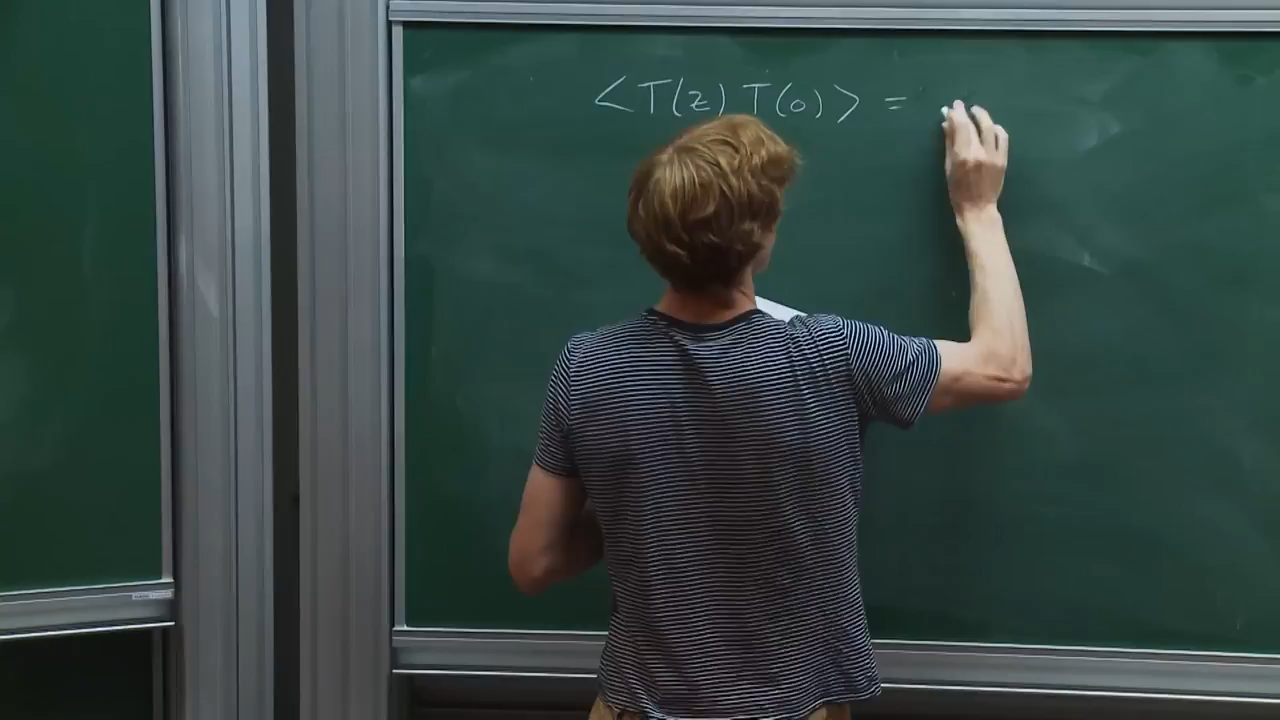 <T(z) T(0)> =